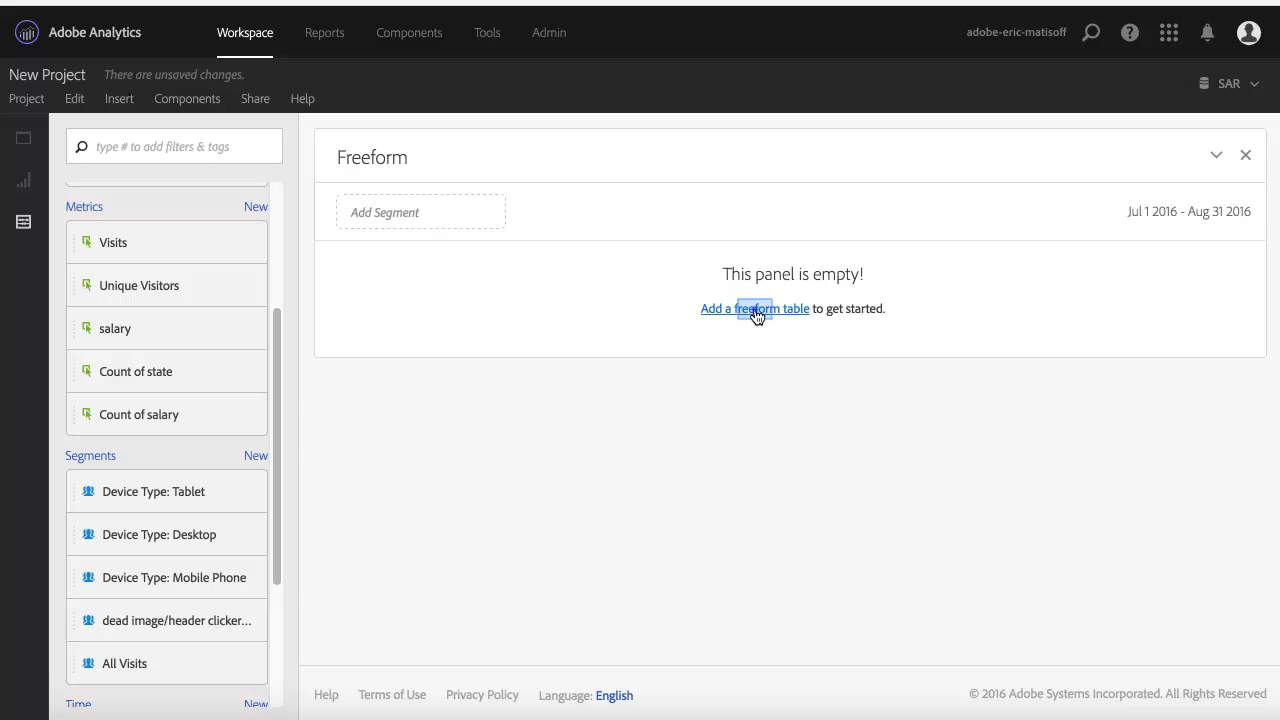 Adobe Analytics
Workspace
Reports
Components
Tools
Admin
adobe-eric-matisoff
New Project
There are unsaved changes.
Project
Edit
Insert
Components
Share
Help
SAR
type # to add filters & tags
Metrics
New
Visits
Unique Visitors
salary
Count of state
Count of salary
Segments
New
Device Type: Tablet
Device Type: Desktop
Device Type: Mobile Phone
dead image/header clicker...
All Visits
Time
New
Freeform
Add Segment
Jul 1 2016 - Aug 31 2016
This panel is empty!
Add a freeform table to get started.
Help
Terms of Use
Privacy Policy
Language: English
© 2016 Adobe Systems Incorporated. All Rights Reserved